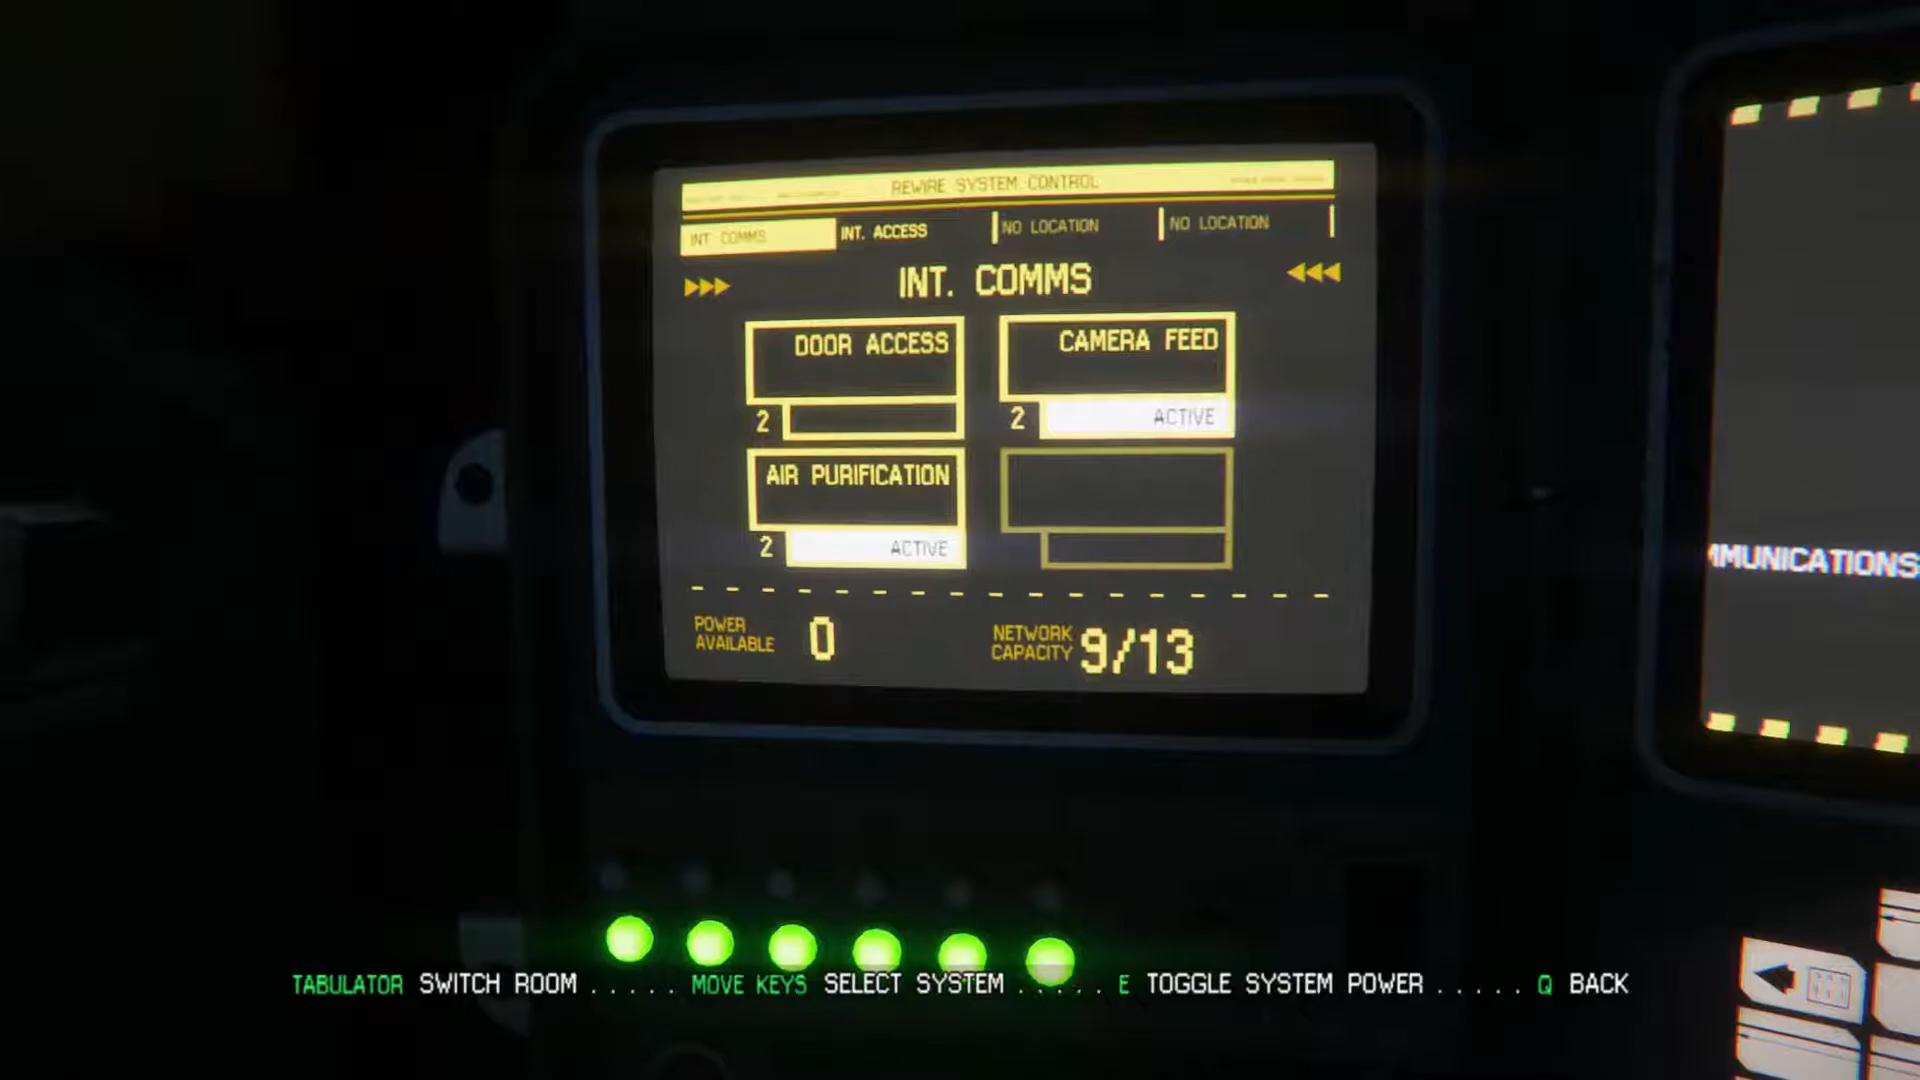 REWIRE SYSTEM CONTROL
INT. COMMS
INT. ACCESS
NO LOCATION
NO LOCATION
INT. COMMS
DOOR ACCESS
2
CAMERA FEED
2 ACTIVE
AIR PURIFICATION
2 ACTIVE
POWER
AVAILABLE 0
NETWORK
CAPACITY 9/13
MMUNICATIONS
TABULATOR SWITCH ROOM ..... MOVE KEYS SELECT SYSTEM ..... E TOGGLE SYSTEM POWER ..... Q BACK